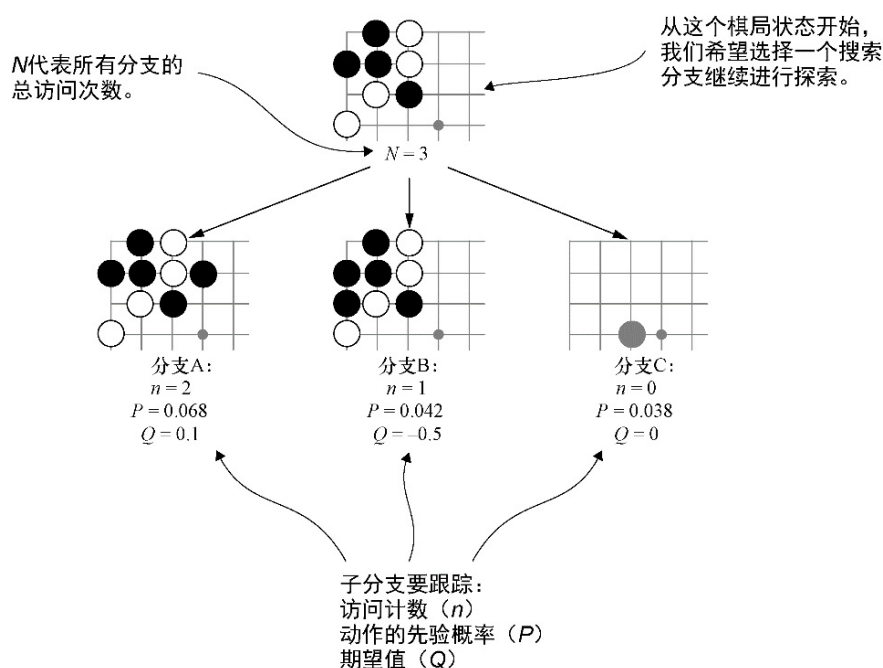 从这个棋局状态开始，
我们希望选择一个搜索
分支继续进行探索。
N代表所有分支的
总访问次数。
N = 3
分支A：
n = 2
P = 0.068
Q = 0.1
分支B：
n = 1
P = 0.042
Q = –0.5
分支C：
n = 0
P = 0.038
Q = 0
子分支要跟踪：
访问计数（n）
动作的先验概率（P）
期望值（Q）